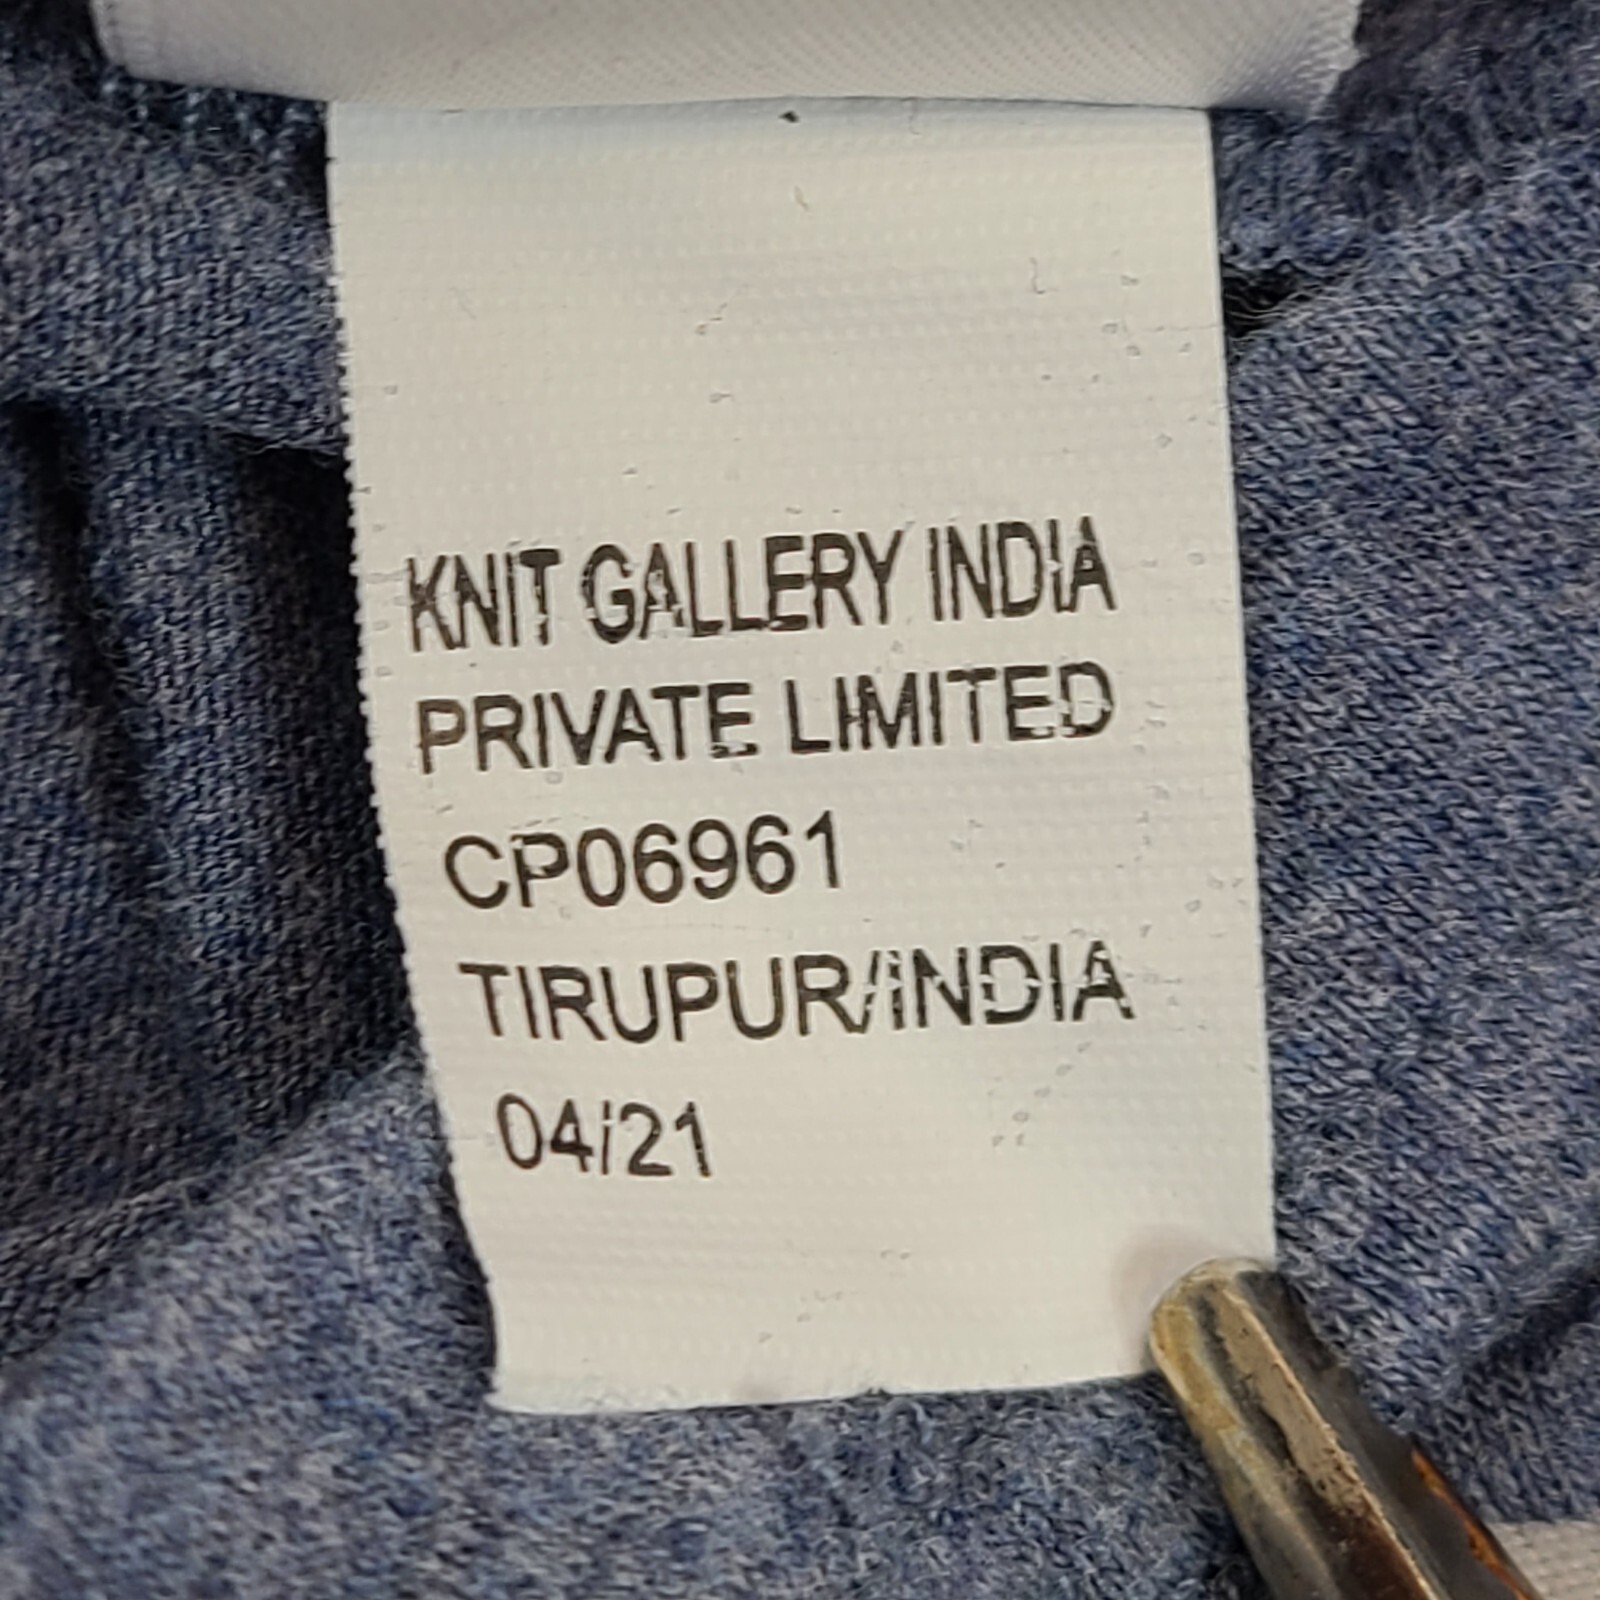 KNIT GALLERY INDIA
PRIVATE LIMITED
CP06961
TIRUPUR/INDIA
04/21